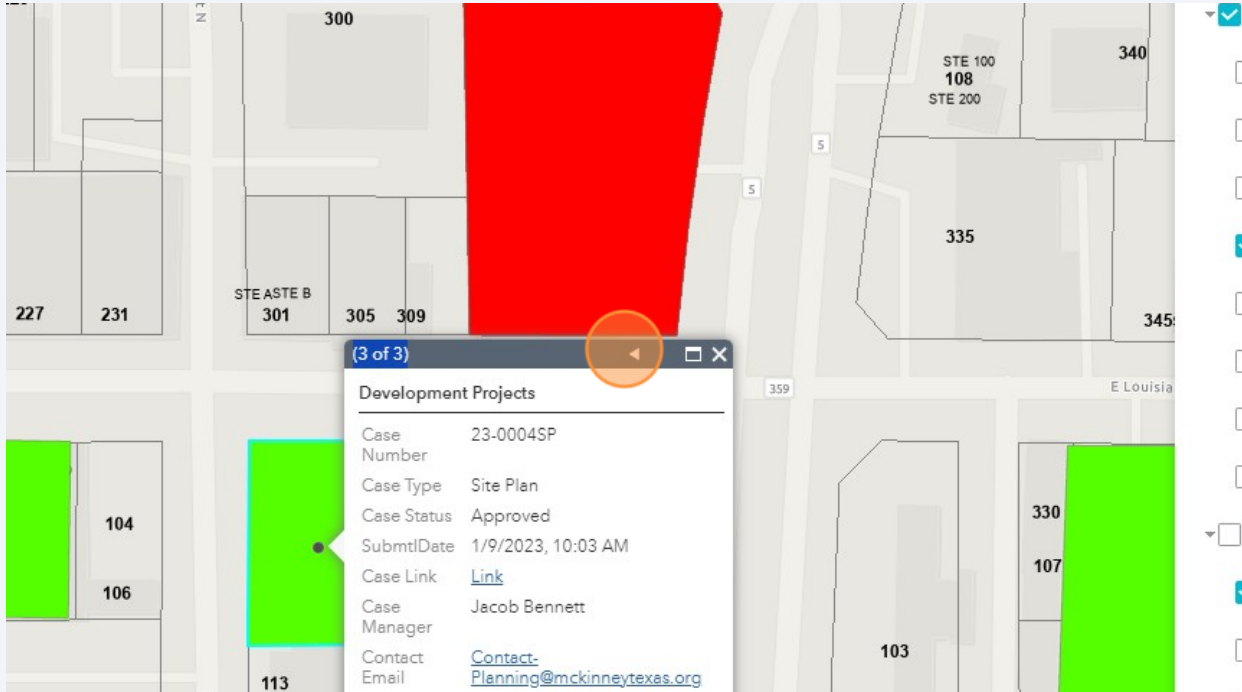 300
t N
STE 100
108
STE 200
340
5
5
335
STE ASTE B
227
231
301
305
309
345
(3 of 3)
Development Projects
359
E Louisia
Case Number
23-0004SP
Case Type
Site Plan
Case Status
Approved
SubmtlDate
1/9/2023, 10:03 AM
Case Link
Link
Case Manager
Jacob Bennett
Contact Email
Contact-
Planning@mckinneytexas.org
104
106
113
330
107
103